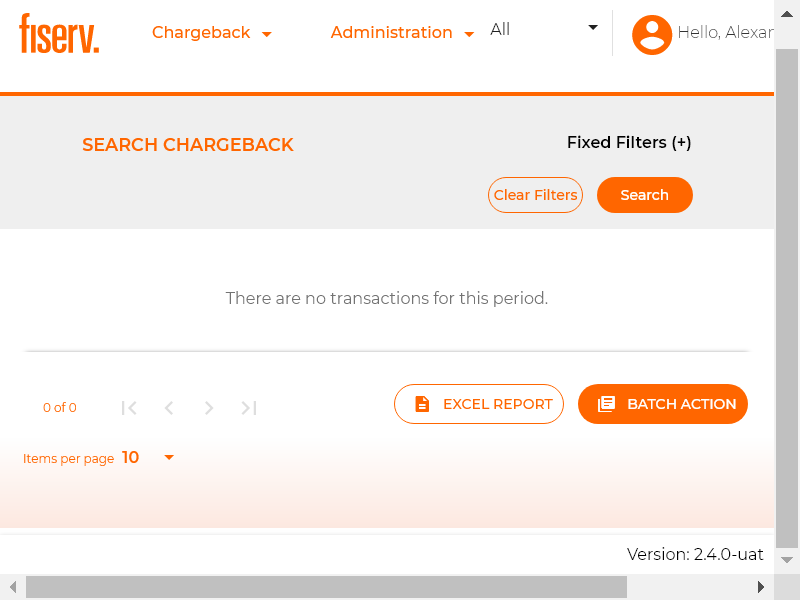 fiserv.
Chargeback
Administration
All
Hello, Alexan
SEARCH CHARGEBACK
Fixed Filters (+)
Clear Filters
Search
There are no transactions for this period.
0 of 0
EXCEL REPORT
BATCH ACTION
Items per page 10
Version: 2.4.0-uat